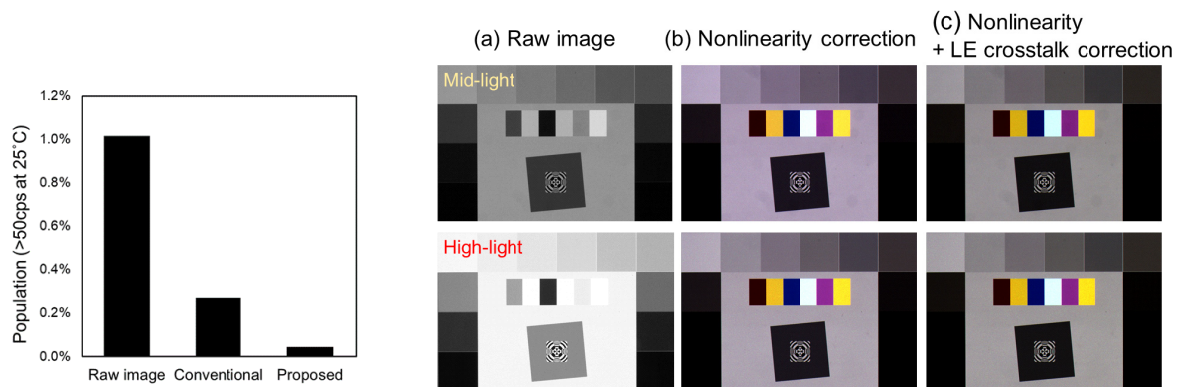 Population (>50cps at 25˚C)
1.2%
1.0%
0.8%
0.6%
0.4%
0.2%
0.0%
Raw image Conventional Proposed
(a) Raw image
(b) Nonlinearity correction
(c) Nonlinearity
+ LE crosstalk correction
Mid-light
High-light